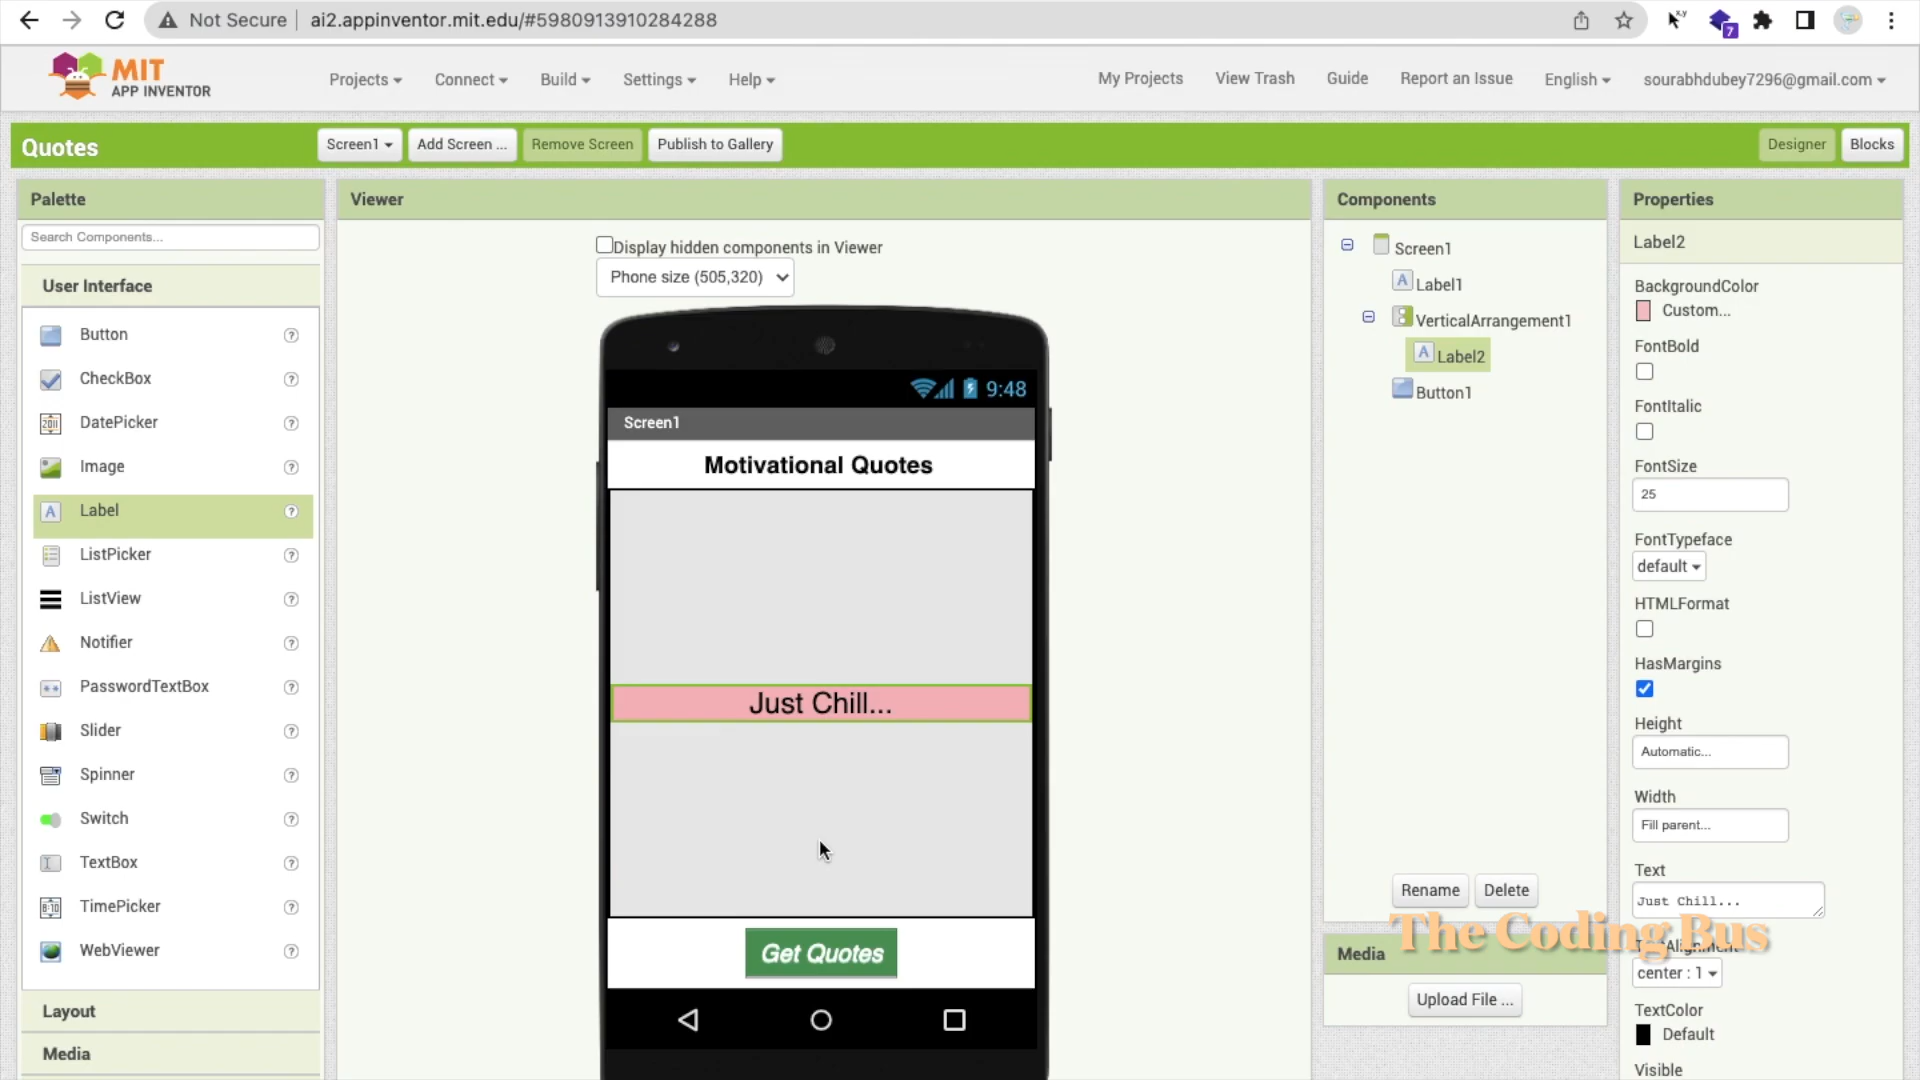 Not Secure
ai2.appinventor.mit.edu/#5980913910284288
7
MIT
APP INVENTOR
Projects
Connect
Build
Settings
Help
My Projects
View Trash
Guide
Report an Issue
English
sourabhdubey7296@gmail.com
Quotes
Screen1
Add Screen ...
Remove Screen
Publish to Gallery
Designer
Blocks
Palette
Search Components...
User Interface
Button
CheckBox
DatePicker
Image
Label
ListPicker
ListView
Notifier
PasswordTextBox
Slider
Spinner
Switch
TextBox
TimePicker
WebViewer
Layout
Media
Viewer
Display hidden components in Viewer
Phone size (505,320)
9:48
Screen1
Motivational Quotes
Just Chill...
Get Quotes
Components
Screen1
Label1
VerticalArrangement1
Label2
Button1
Rename
Delete
Media
Upload File ...
Properties
Label2
BackgroundColor
Custom...
FontBold
FontItalic
FontSize
25
FontTypeface
default
HTMLFormat
HasMargins
Height
Automatic...
Width
Fill parent...
Text
Just Chill...
The Coding Bus
TextAlignment
center : 1
TextColor
Default
Visible